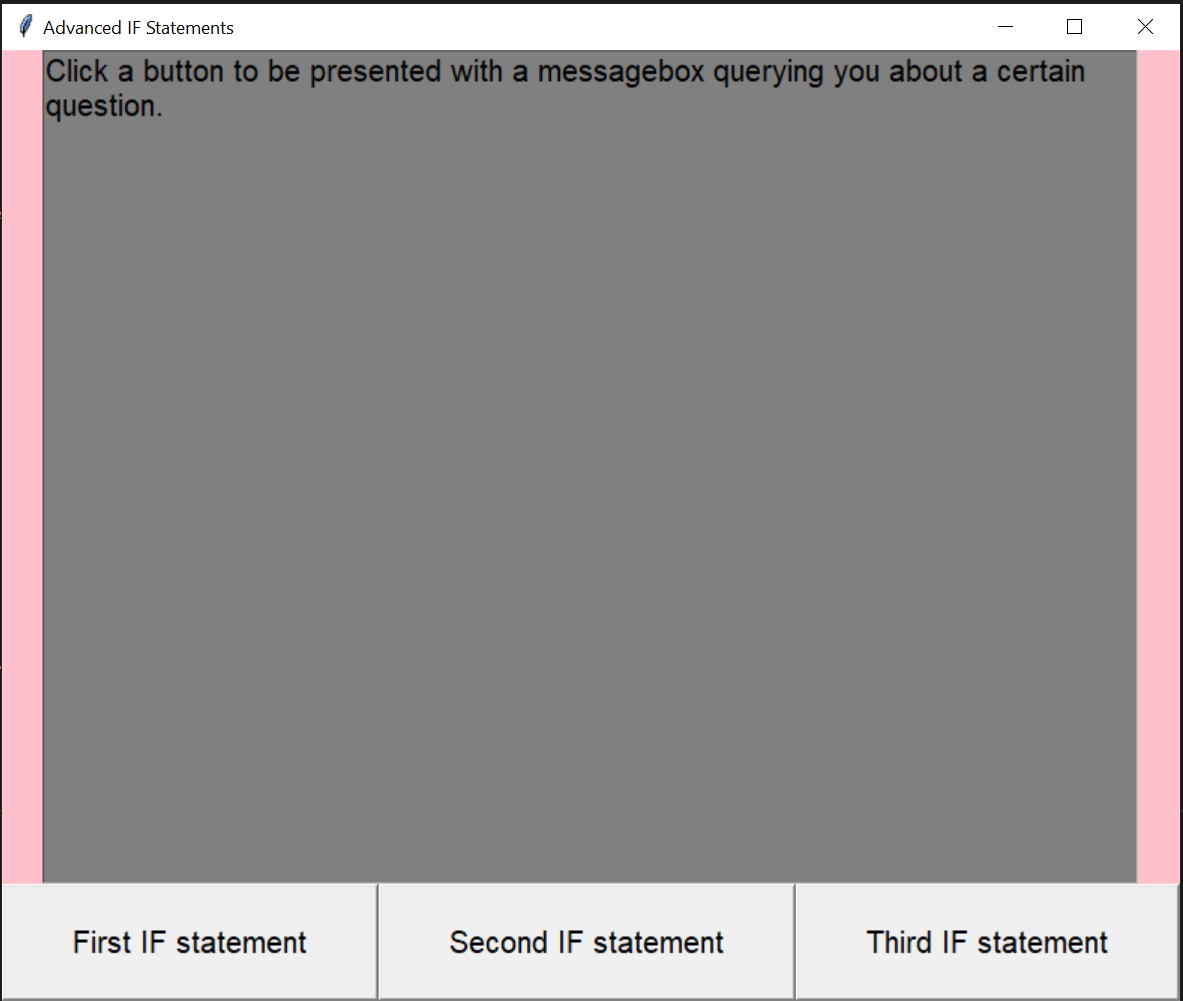 Advanced IF Statements
Click a button to be presented with a messagebox querying you about a certain
question.
First IF statement
Second IF statement
Third IF statement